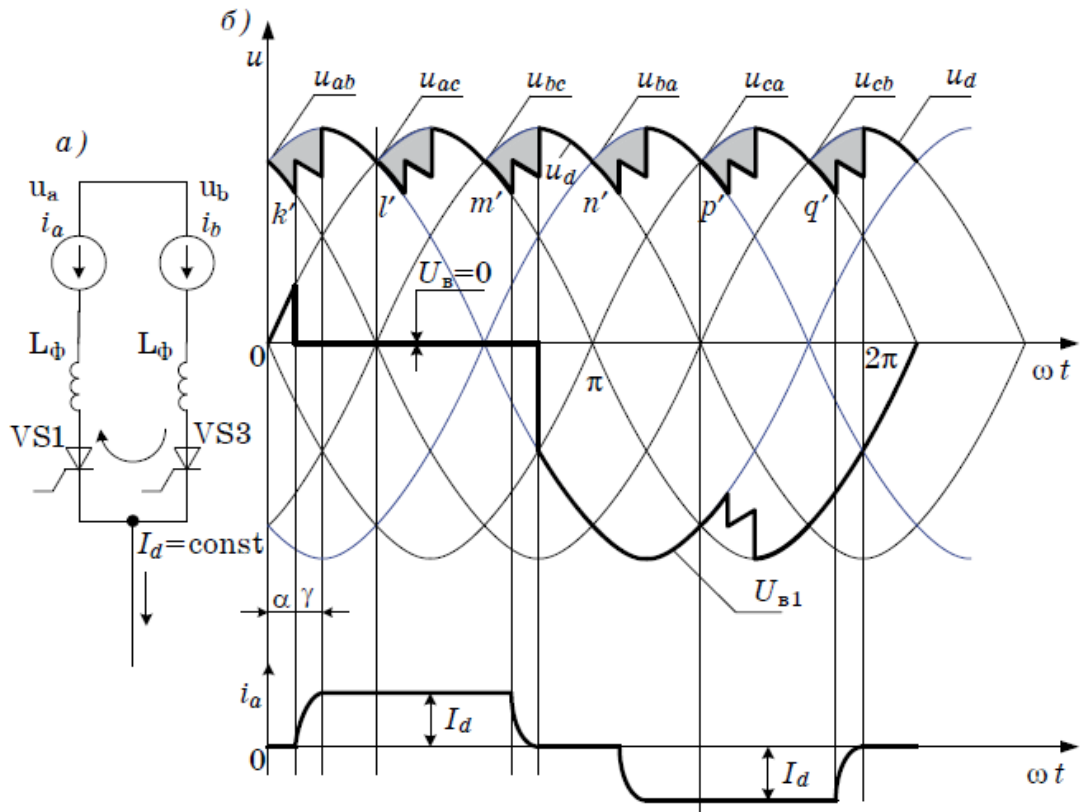 б)
u
u_ab u_ac u_bc u_ba u_ca u_cb u_d
а)
u_a u_b
i_a i_b
k' l' m' n' p' q'
u_d
U_в=0
L_Ф L_Ф
0 π 2π
ω t
VS1 VS3
I_d=const
α γ
U_в1
i_a
I_d
0
I_d
ω t